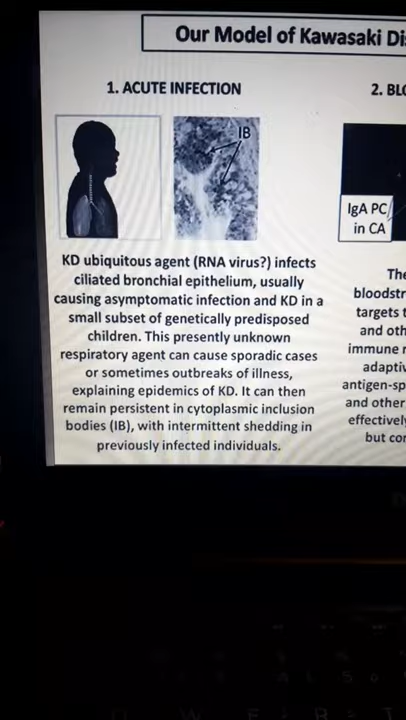 Our Model of Kawasaki Di
1. ACUTE INFECTION
IB
KD ubiquitous agent (RNA virus?) infects
ciliated bronchial epithelium, usually
causing asymptomatic infection and KD in a
small subset of genetically predisposed
children. This presently unknown
respiratory agent can cause sporadic cases
or sometimes outbreaks of illness,
explaining epidemics of KD. It can then
remain persistent in cytoplasmic inclusion
bodies (IB), with intermittent shedding in
previously infected individuals.
2. BLO
IgA PC
in CA
The
bloodstr
targets t
and oth
immune r
adaptiv
antigen-sp
and other
effectively
but cor